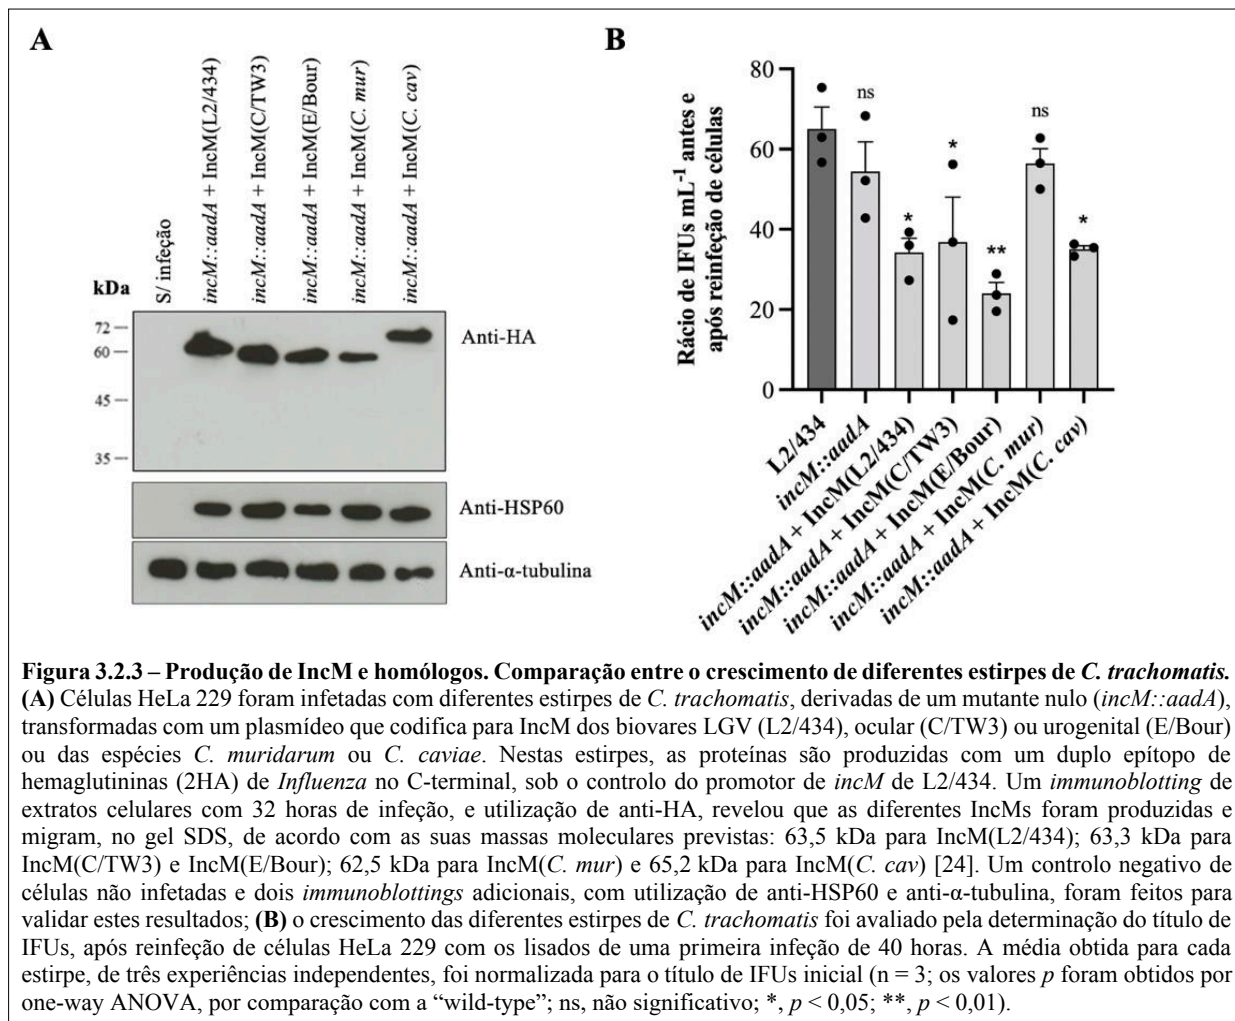 A
B
S/ infeção
incM::aadA + IncM(L2/434)
incM::aadA + IncM(C/TW3)
incM::aadA + IncM(E/Bour)
incM::aadA + IncM(C. mur)
incM::aadA + IncM(C. cav)
kDa
72
60
45
35
Anti-HA
Anti-HSP60
Anti-α-tubulina
Rácio de IFUs mL⁻¹ antes e
após reinfeção de células
80
60
40
20
0
ns
*
*
**
ns
*
L2/434
incM::aadA
incM::aadA + IncM(L2/434)
incM::aadA + IncM(C/TW3)
incM::aadA + IncM(E/Bour)
incM::aadA + IncM(C. mur)
incM::aadA + IncM(C. cav)
Figura 3.2.3 – Produção de IncM e homólogos. Comparação entre o crescimento de diferentes estirpes de C. trachomatis.
(A) Células HeLa 229 foram infetadas com diferentes estirpes de C. trachomatis, derivadas de um mutante nulo (incM::aadA),
transformadas com um plasmídeo que codifica para IncM dos biovares LGV (L2/434), ocular (C/TW3) ou urogenital (E/Bour)
ou das espécies C. muridarum ou C. caviae. Nestas estirpes, as proteínas são produzidas com um duplo epítopo de
hemaglutininas (2HA) de Influenza no C-terminal, sob o controlo do promotor de incM de L2/434. Um immunoblotting de
extratos celulares com 32 horas de infeção, e utilização de anti-HA, revelou que as diferentes IncMs foram produzidas e
migram, no gel SDS, de acordo com as suas massas moleculares previstas: 63,5 kDa para IncM(L2/434); 63,3 kDa para
IncM(C/TW3) e IncM(E/Bour); 62,5 kDa para IncM(C. mur) e 65,2 kDa para IncM(C. cav) [24]. Um controlo negativo de
células não infetadas e dois immunoblottings adicionais, com utilização de anti-HSP60 e anti-α-tubulina, foram feitos para
validar estes resultados; (B) o crescimento das diferentes estirpes de C. trachomatis foi avaliado pela determinação do título de
IFUs, após reinfeção de células HeLa 229 com os lisados de uma primeira infeção de 40 horas. A média obtida para cada
estirpe, de três experiências independentes, foi normalizada para o título de IFUs inicial (n = 3; os valores p foram obtidos por
one-way ANOVA, por comparação com a “wild-type”; ns, não significativo; *, p < 0,05; **, p < 0,01).